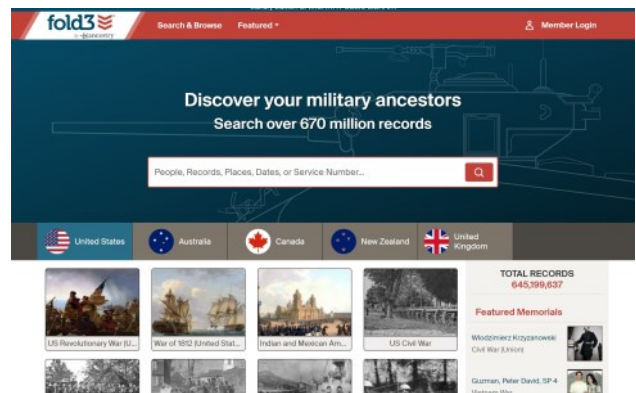 fold3
by ancestry
Search & Browse
Featured
Member Login
Discover your military ancestors
Search over 670 million records
People, Records, Places, Dates, or Service Number...
United States
Australia
Canada
New Zealand
United
Kingdom
US Revolutionary War (U...
War of 1812 (United Stat...
Indian and Mexican Am...
US Civil War
TOTAL RECORDS
645,199,637
Featured Memorials
Wlodzimierz Krzyzanowski
Civil War (Union)
Guzman, Peter David, SP 4
Vietnam War